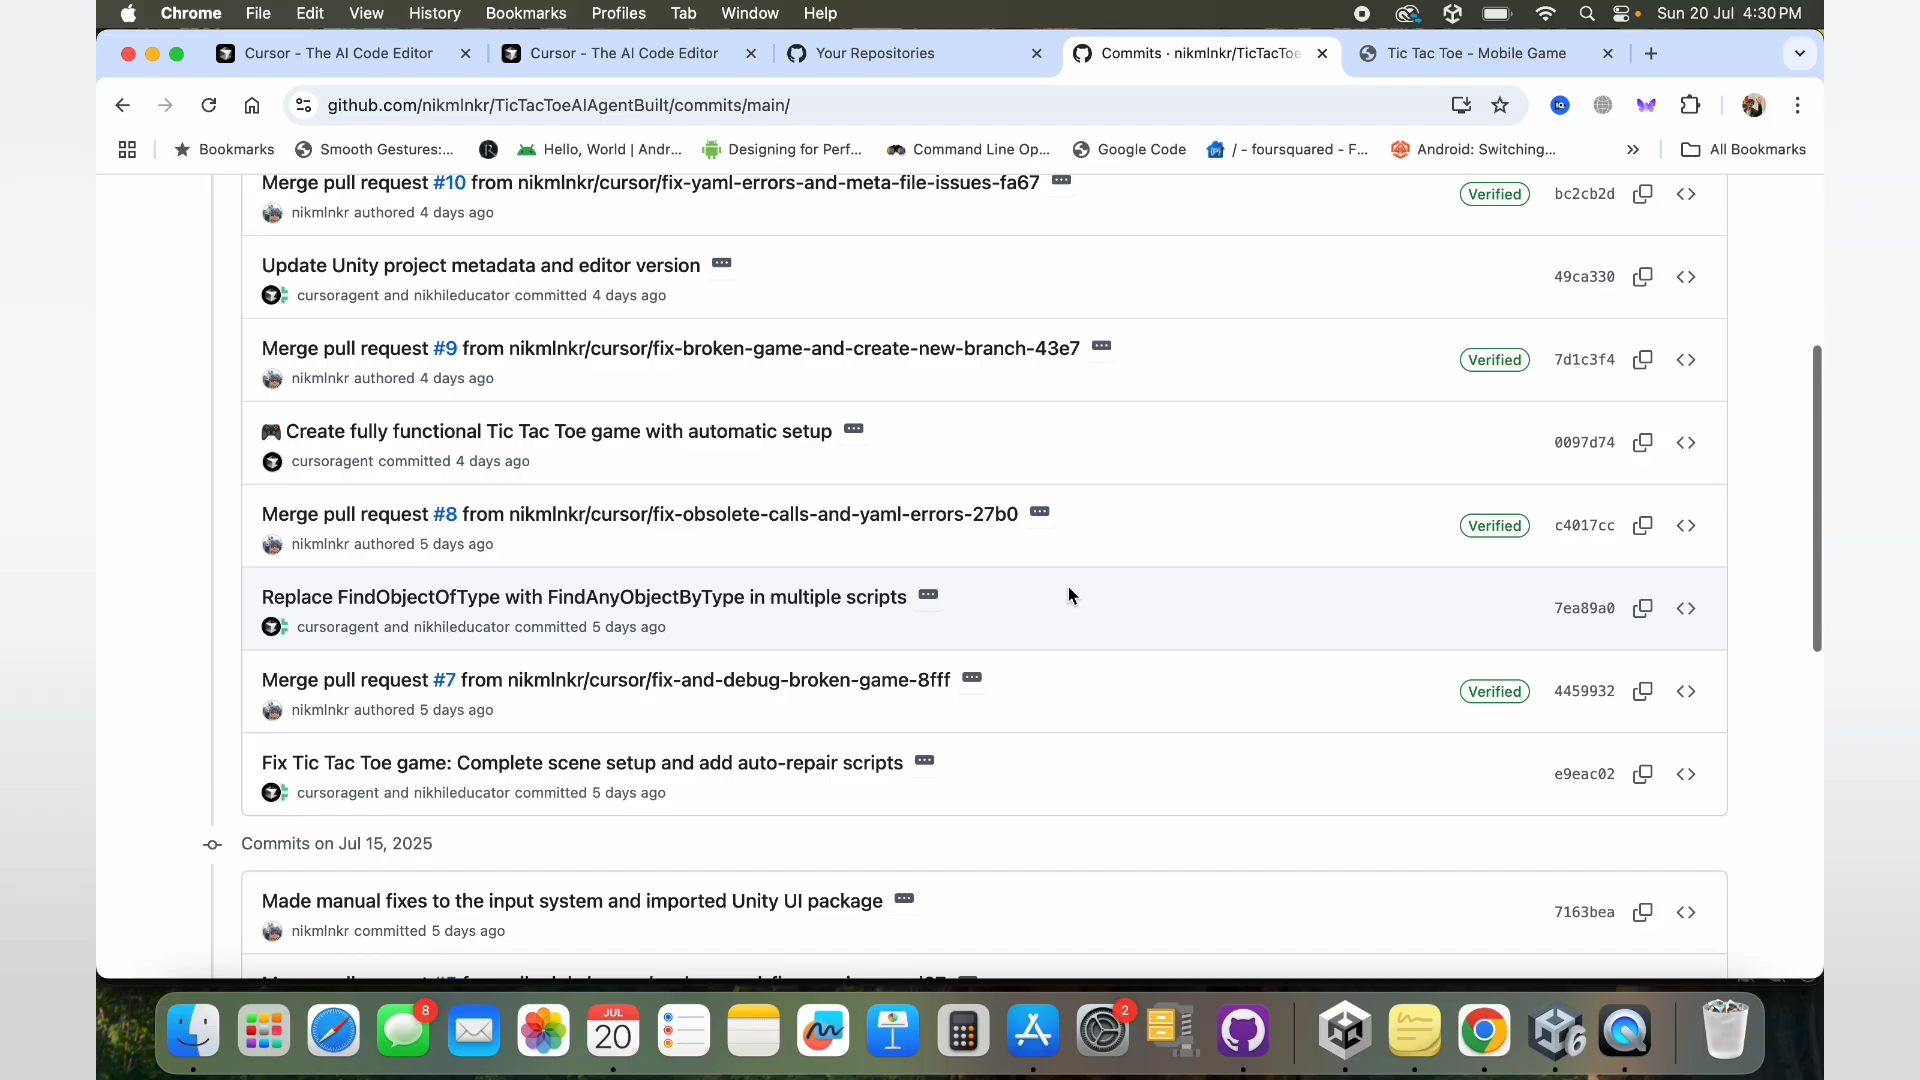 Chrome File Edit View History Bookmarks Profiles Tab Window Help Sun 20 Jul 4:30 PM
Cursor - The AI Code Editor Cursor - The AI Code Editor Your Repositories Commits · nikmlnkr/TicTacToe Tic Tac Toe - Mobile Game
github.com/nikmlnkr/TicTacToeAIAgentBuilt/commits/main/
Bookmarks Smooth Gestures:... Hello, World | Andr... Designing for Perf... Command Line Op... Google Code / - foursquared - F... Android: Switching... All Bookmarks
Merge pull request #10 from nikmlnkr/cursor/fix-yaml-errors-and-meta-file-issues-fa67
Verified bc2cb2d
nikmlnkr authored 4 days ago
Update Unity project metadata and editor version
49ca330
cursoragent and nikhileducator committed 4 days ago
Merge pull request #9 from nikmlnkr/cursor/fix-broken-game-and-create-new-branch-43e7
Verified 7d1c3f4
nikmlnkr authored 4 days ago
🎮 Create fully functional Tic Tac Toe game with automatic setup
0097d74
cursoragent committed 4 days ago
Merge pull request #8 from nikmlnkr/cursor/fix-obsolete-calls-and-yaml-errors-27b0
Verified c4017cc
nikmlnkr authored 5 days ago
Replace FindObjectOfType with FindAnyObjectByType in multiple scripts
7ea89a0
cursoragent and nikhileducator committed 5 days ago
Merge pull request #7 from nikmlnkr/cursor/fix-and-debug-broken-game-8fff
Verified 4459932
nikmlnkr authored 5 days ago
Fix Tic Tac Toe game: Complete scene setup and add auto-repair scripts
e9eac02
cursoragent and nikhileducator committed 5 days ago
Commits on Jul 15, 2025
Made manual fixes to the input system and imported Unity UI package
7163bea
nikmlnkr committed 5 days ago
8
JUL
20
2
6